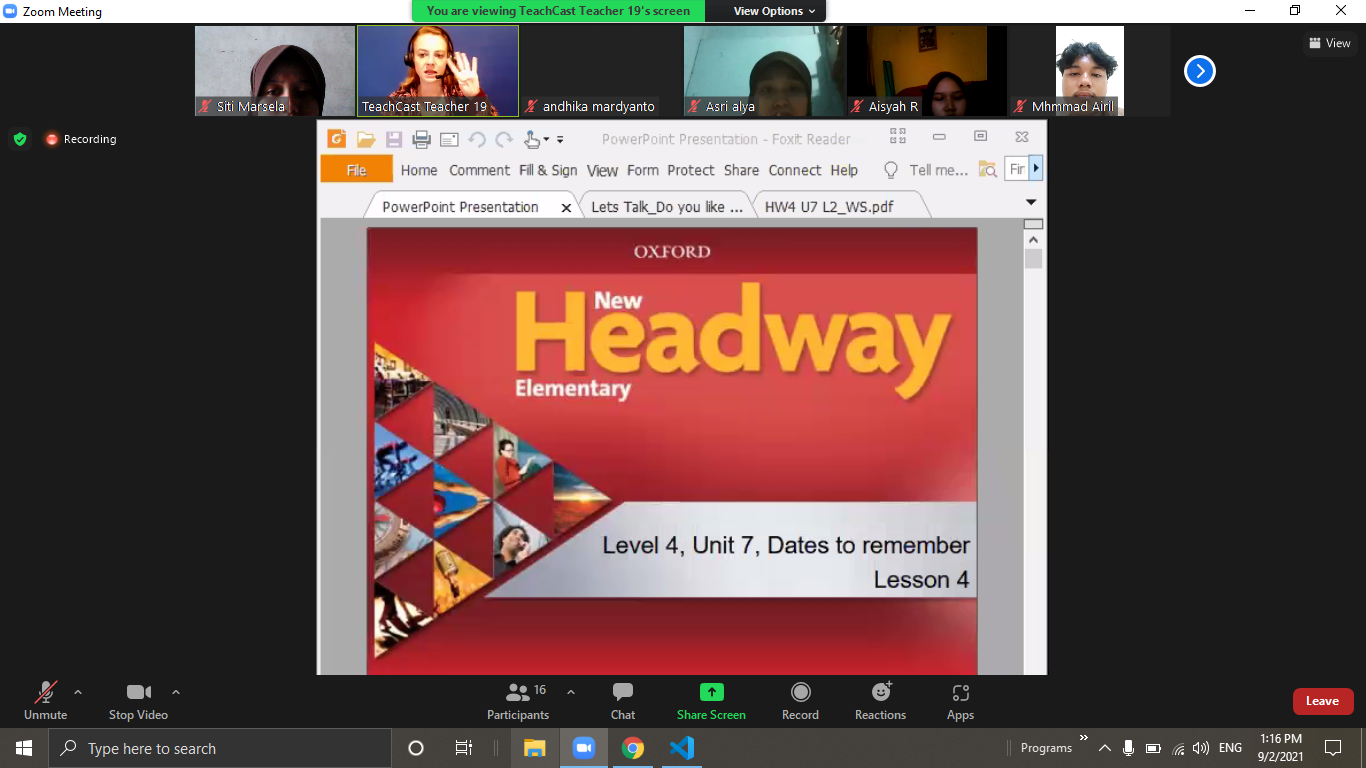 Zoom Meeting
You are viewing TeachCast Teacher 19's screen
View Options
Siti Marsela
TeachCast Teacher 19
andhika mardyanto
Asri alya
Aisyah R
Mhmmad Airil
View
Recording
PowerPoint Presentation - Foxit Reader
File Home Comment Fill & Sign View Form Protect Share Connect Help Tell me... Fir
PowerPoint Presentation
Lets Talk_Do you like ...
HW4 U7 L2_WS.pdf
OXFORD
New
Headway
Elementary
Level 4, Unit 7, Dates to remember
Lesson 4
Unmute
Stop Video
16
Participants
Chat
Share Screen
Record
Reactions
Apps
Leave
Type here to search
Programs
ENG
1:16 PM
9/2/2021